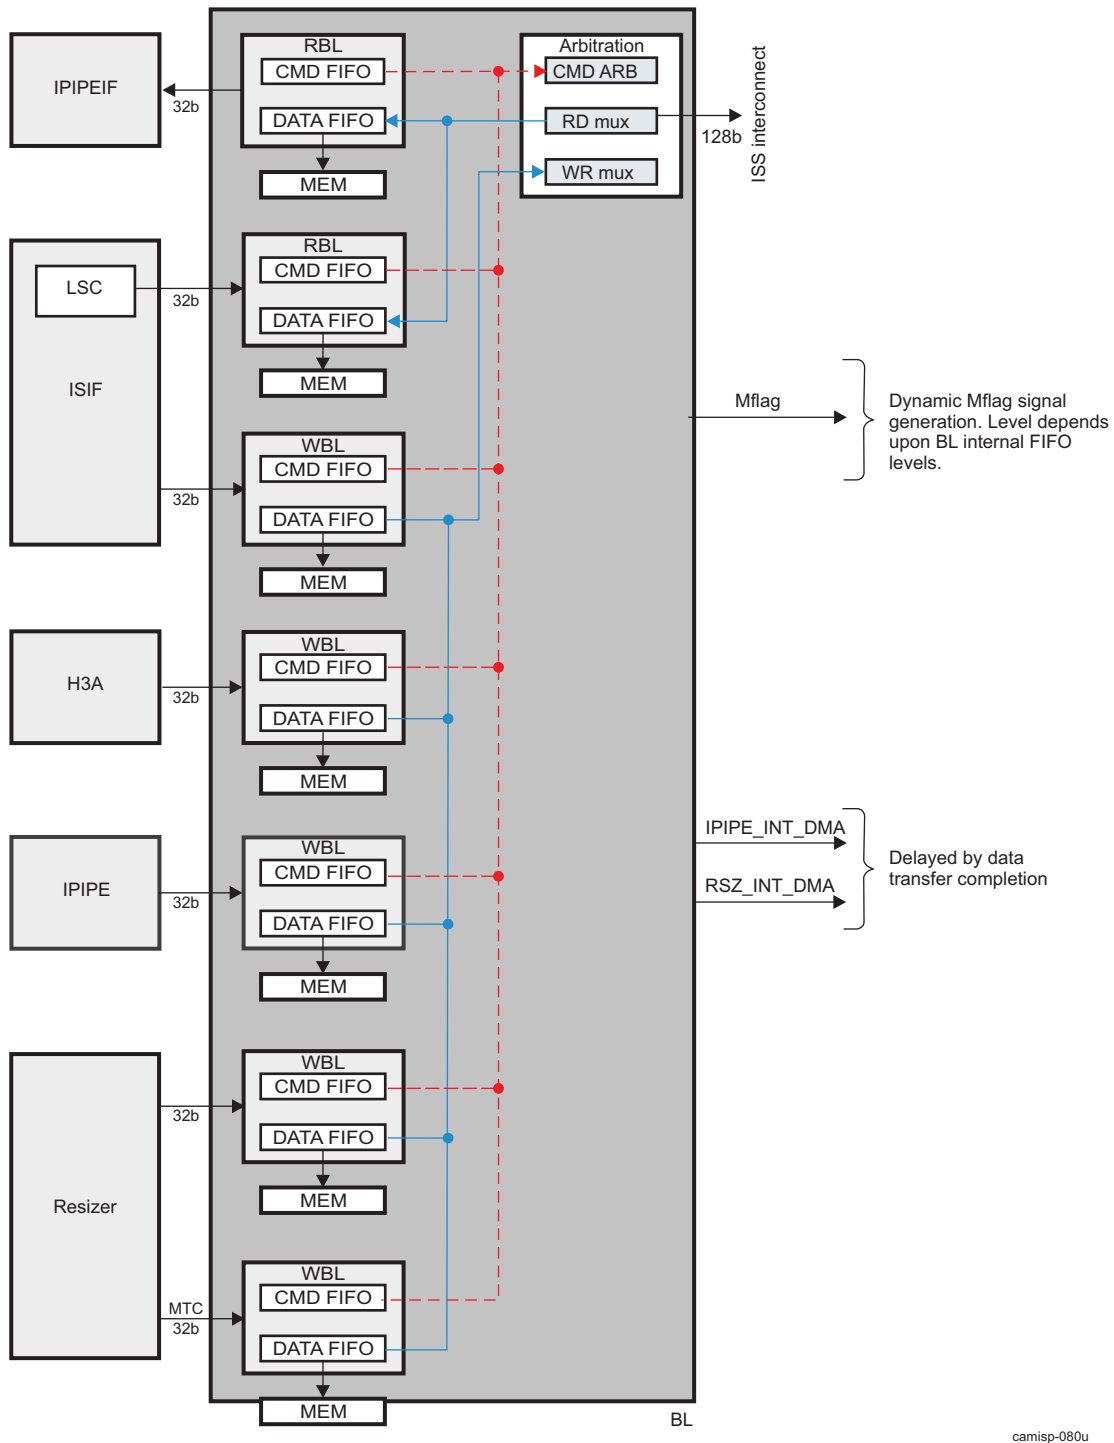 RBL
CMD FIFO
DATA FIFO
MEM
IPIPEIF
32b
Arbitration
CMD ARB
RD mux
WR mux
128b
ISS interconnect
RBL
CMD FIFO
DATA FIFO
MEM
LSC
32b
ISIF
WBL
CMD FIFO
DATA FIFO
MEM
32b
Mflag
Dynamic Mflag signal
generation. Level depends
upon BL internal FIFO
levels.
H3A
32b
WBL
CMD FIFO
DATA FIFO
MEM
IPIPE
32b
WBL
CMD FIFO
DATA FIFO
MEM
IPIPE_INT_DMA
RSZ_INT_DMA
Delayed by data
transfer completion
Resizer
32b
WBL
CMD FIFO
DATA FIFO
MEM
MTC
32b
WBL
CMD FIFO
DATA FIFO
MEM
BL
camisp-080u